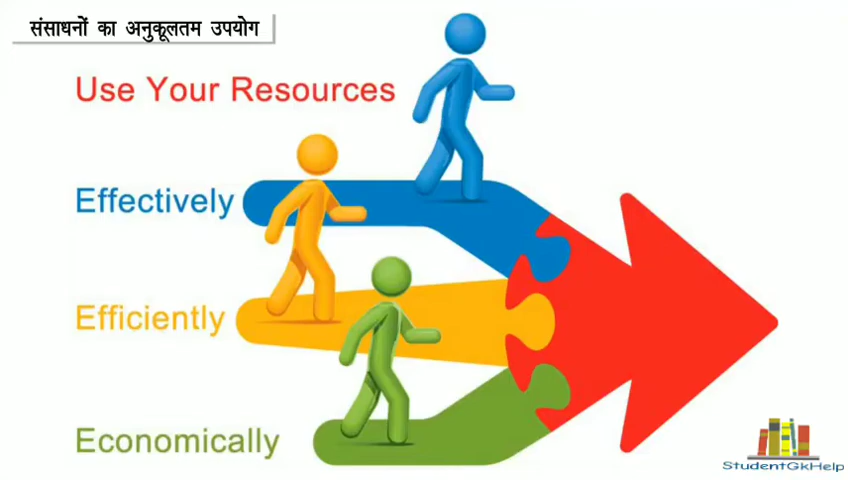 संसाधनों का अनुकूलतम उपयोग
Use Your Resources
Effectively
Efficiently
Economically
StudentGkHelp